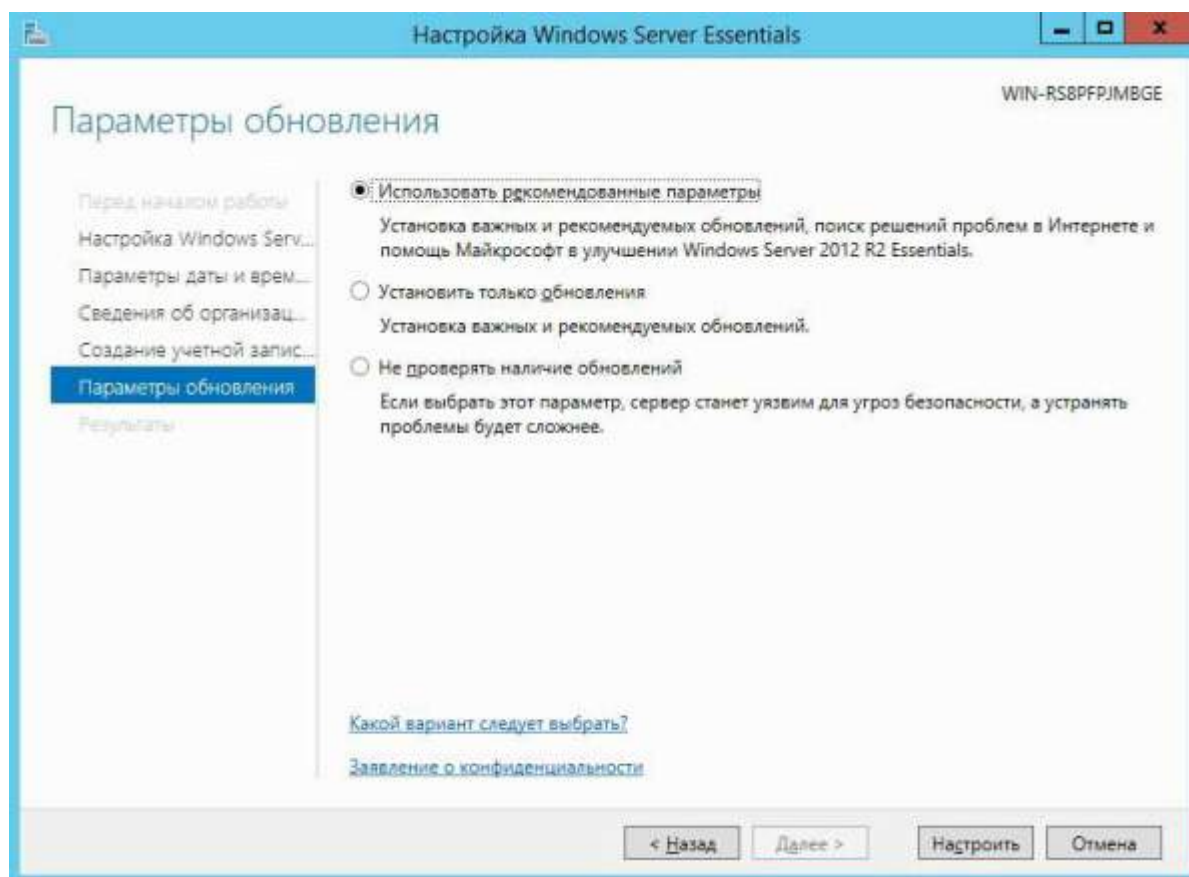 Настройка Windows Server Essentials
WIN-RS8PFPJMBGE
Параметры обновления
Перед началом работы
Настройка Windows Serv...
Параметры даты и врем...
Сведения об организац...
Создание учетной запис...
Параметры обновления
Результаты
Использовать рекомендованные параметры
Установка важных и рекомендуемых обновлений, поиск решений проблем в Интернете и
помощь Майкрософт в улучшении Windows Server 2012 R2 Essentials.
Установить только обновления
Установка важных и рекомендуемых обновлений.
Не проверять наличие обновлений
Если выбрать этот параметр, сервер станет уязвим для угроз безопасности, а устранять
проблемы будет сложнее.
Какой вариант следует выбрать?
Заявление о конфиденциальности
< Назад
Далее >
Настроить
Отмена